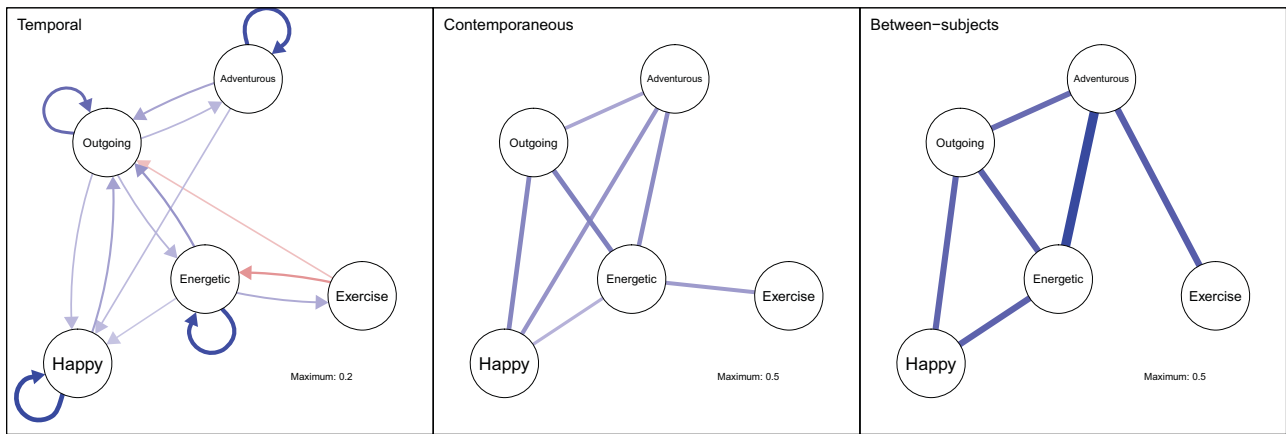 Temporal
Adventurous
Outgoing
Energetic
Exercise
Happy
Maximum: 0.2
Contemporaneous
Adventurous
Outgoing
Energetic
Exercise
Happy
Maximum: 0.5
Between−subjects
Adventurous
Outgoing
Energetic
Exercise
Happy
Maximum: 0.5